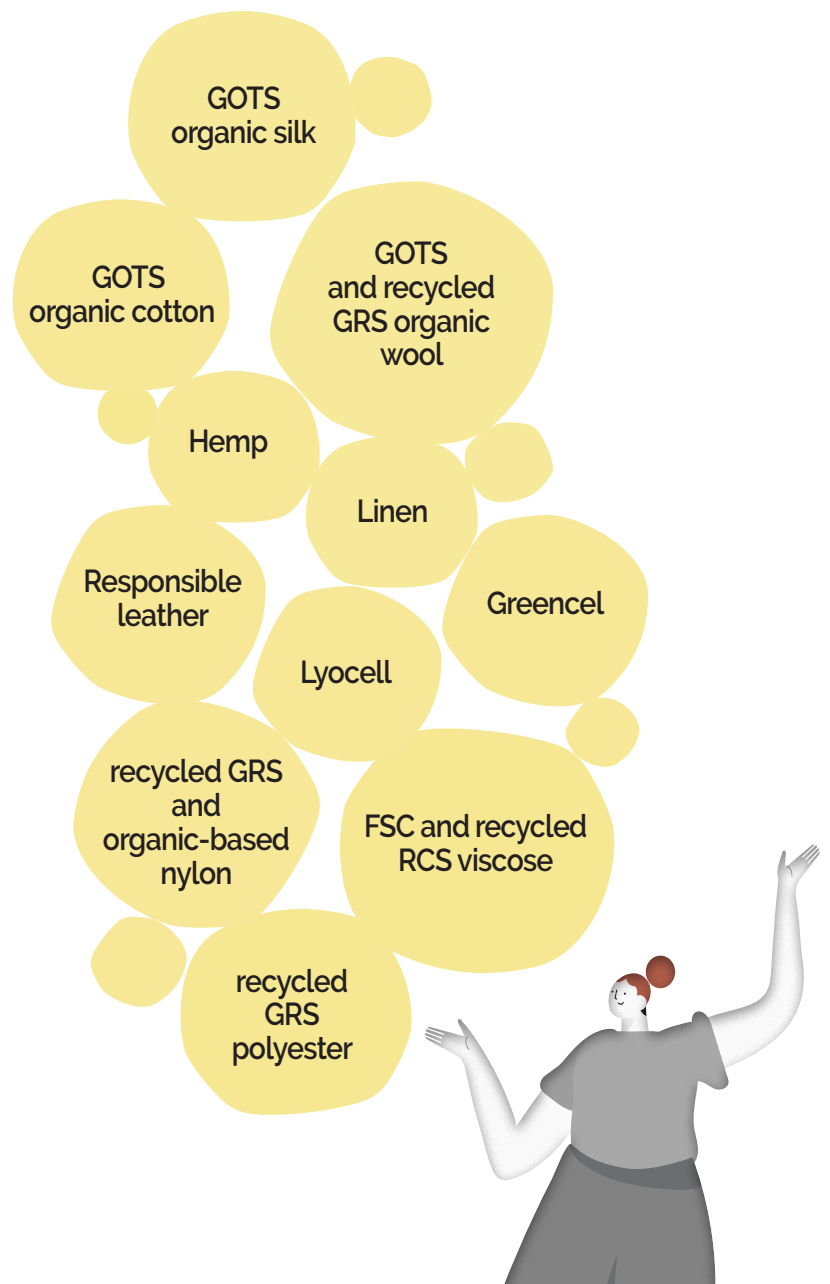 GOTS
organic silk
GOTS
organic cotton
GOTS
and recycled
GRS organic
wool
Hemp
Linen
Responsible
leather
Greencel
Lyocell
recycled GRS
and
organic-based
nylon
FSC and recycled
RCS viscose
recycled
GRS
polyester